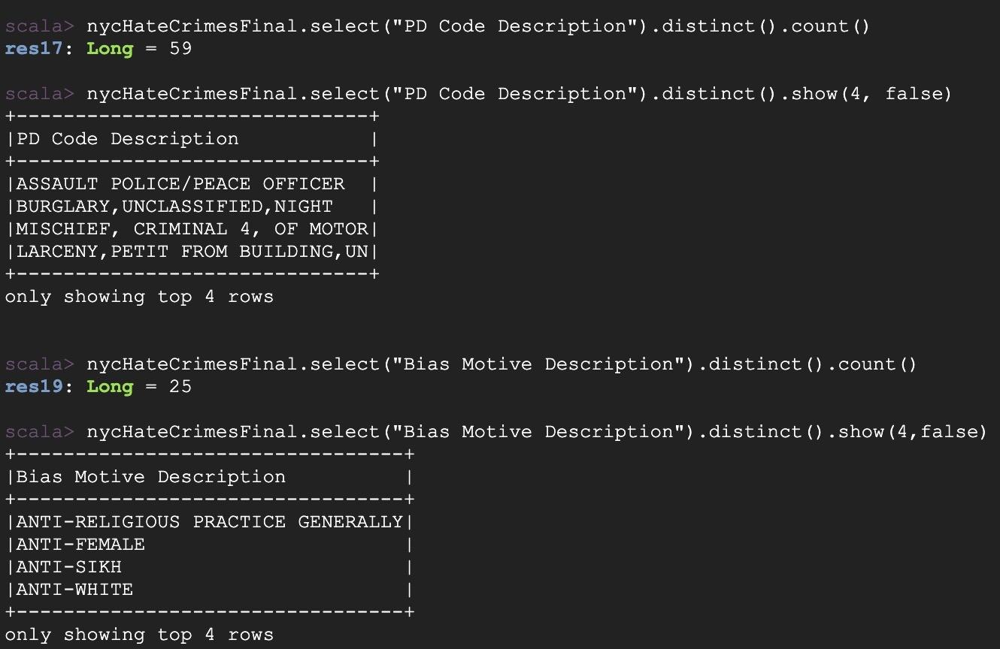 scala> nycHateCrimesFinal.select("PD Code Description").distinct().count()
res17: Long = 59
scala> nycHateCrimesFinal.select("PD Code Description").distinct().show(4, false)
+------------------------------+
|PD Code Description           |
+------------------------------+
|ASSAULT POLICE/PEACE OFFICER  |
|BURGLARY,UNCLASSIFIED,NIGHT   |
|MISCHIEF, CRIMINAL 4, OF MOTOR|
|LARCENY,PETIT FROM BUILDING,UN|
+------------------------------+
only showing top 4 rows
scala> nycHateCrimesFinal.select("Bias Motive Description").distinct().count()
res19: Long = 25
scala> nycHateCrimesFinal.select("Bias Motive Description").distinct().show(4,false)
+---------------------------------+
|Bias Motive Description          |
+---------------------------------+
|ANTI-RELIGIOUS PRACTICE GENERALLY|
|ANTI-FEMALE                      |
|ANTI-SIKH                        |
|ANTI-WHITE                       |
+---------------------------------+
only showing top 4 rows